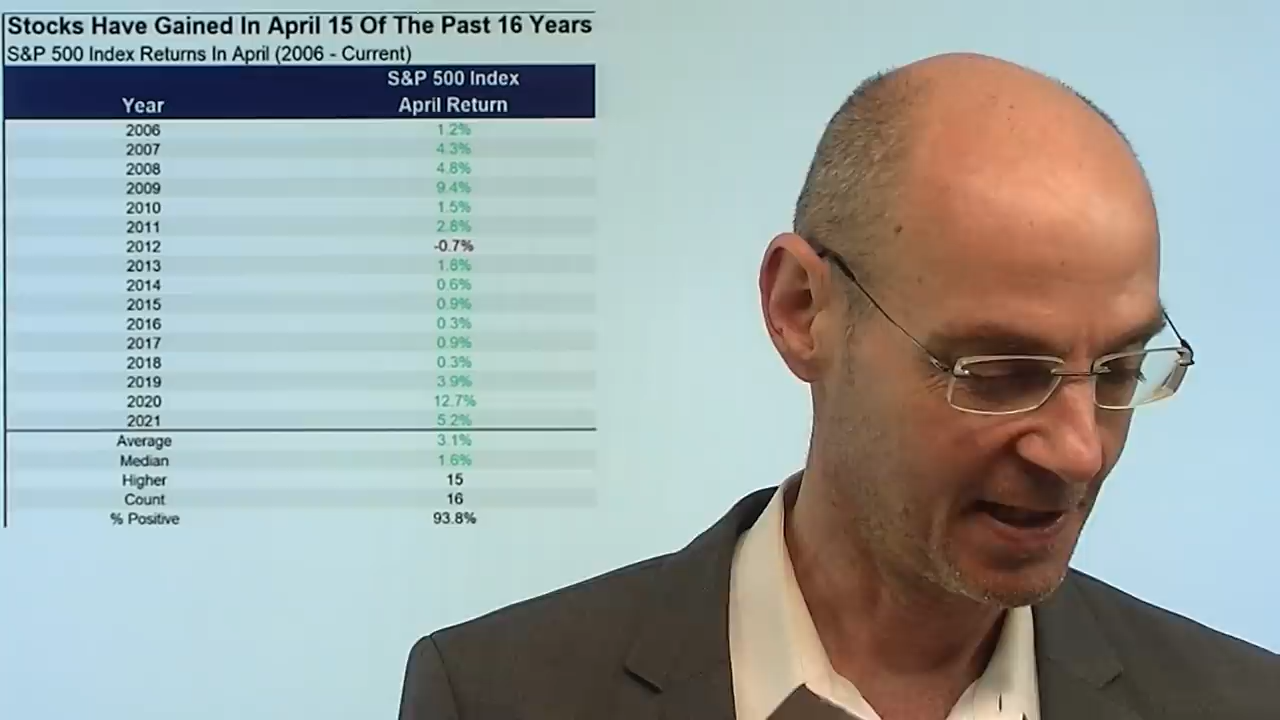 Stocks Have Gained In April 15 Of The Past 16 Years
S&P 500 Index Returns In April (2006 - Current)
S&P 500 Index
Year April Return
2006 1.2%
2007 4.3%
2008 4.8%
2009 9.4%
2010 1.5%
2011 2.8%
2012 -0.7%
2013 1.8%
2014 0.6%
2015 0.9%
2016 0.3%
2017 0.9%
2018 0.3%
2019 3.9%
2020 12.7%
2021 5.2%
Average 3.1%
Median 1.6%
Higher 15
Count 16
% Positive 93.8%